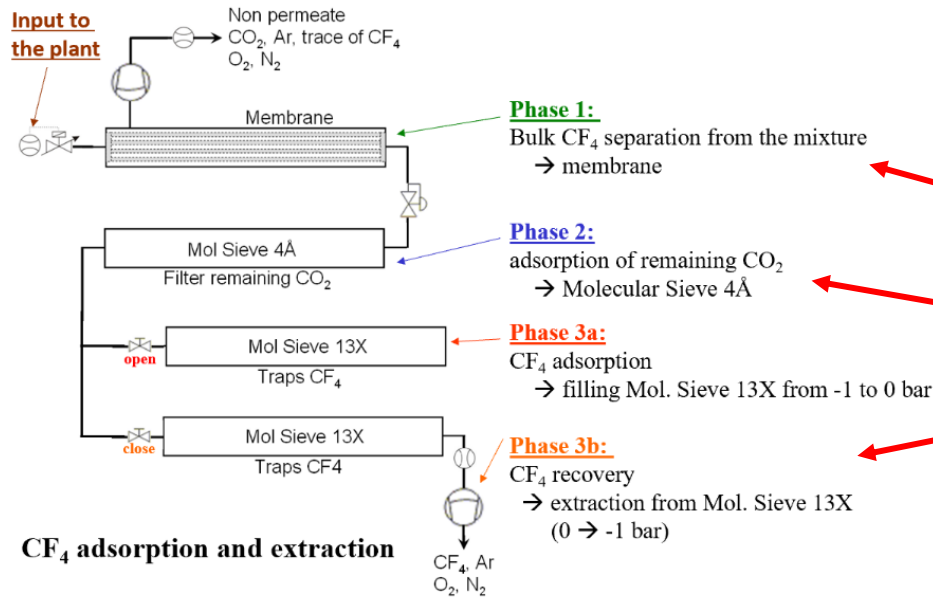 Input to
the plant
Non permeate
CO₂, Ar, trace of CF₄
O₂, N₂
Membrane
Phase 1:
Bulk CF₄ separation from the mixture
→ membrane
Mol Sieve 4Å
Filter remaining CO₂
Phase 2:
adsorption of remaining CO₂
→ Molecular Sieve 4Å
open
Mol Sieve 13X
Traps CF₄
Phase 3a:
CF₄ adsorption
→ filling Mol. Sieve 13X from -1 to 0 bar
close
Mol Sieve 13X
Traps CF4
Phase 3b:
CF₄ recovery
→ extraction from Mol. Sieve 13X
(0 → -1 bar)
CF₄ adsorption and extraction
CF₄, Ar
O₂, N₂